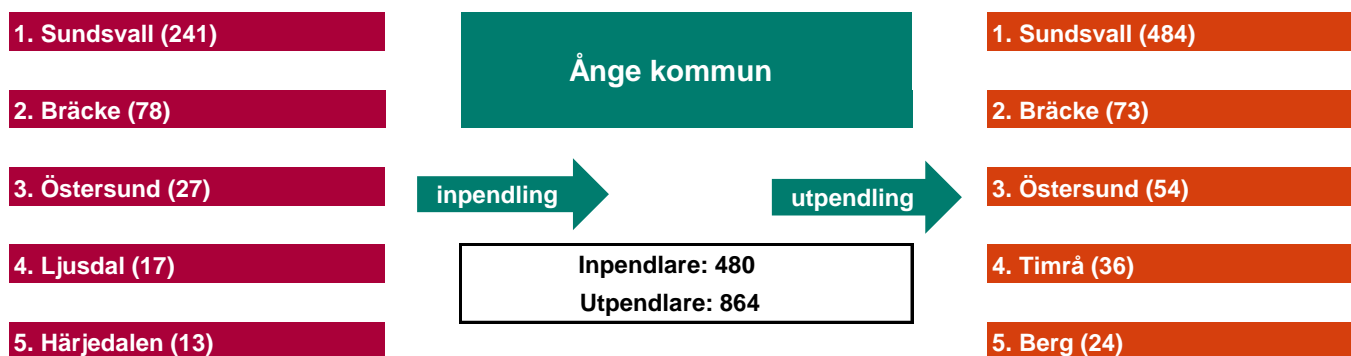 1. Sundsvall (241)
2. Bräcke (78)
3. Östersund (27)
4. Ljusdal (17)
5. Härjedalen (13)
Ånge kommun
inpendling
utpendling
Inpendlare: 480
Utpendlare: 864
1. Sundsvall (484)
2. Bräcke (73)
3. Östersund (54)
4. Timrå (36)
5. Berg (24)